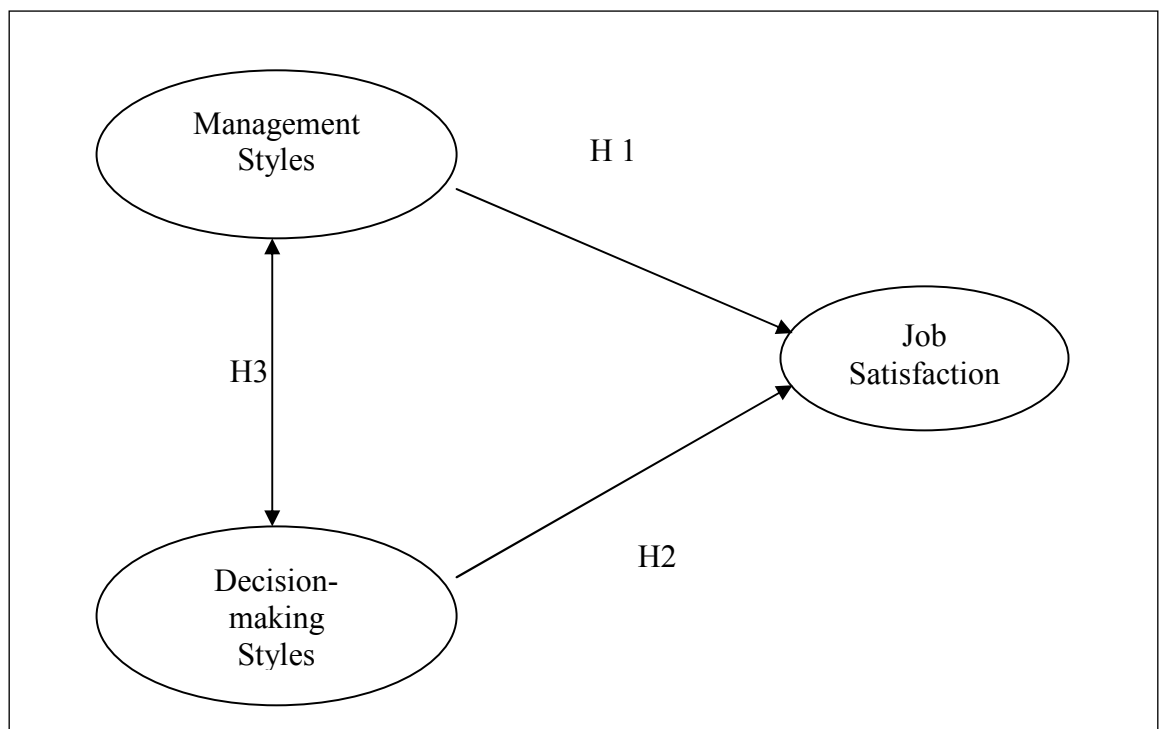 Management
Styles
H 1
Job
Satisfaction
H3
H2
Decision-
making
Styles